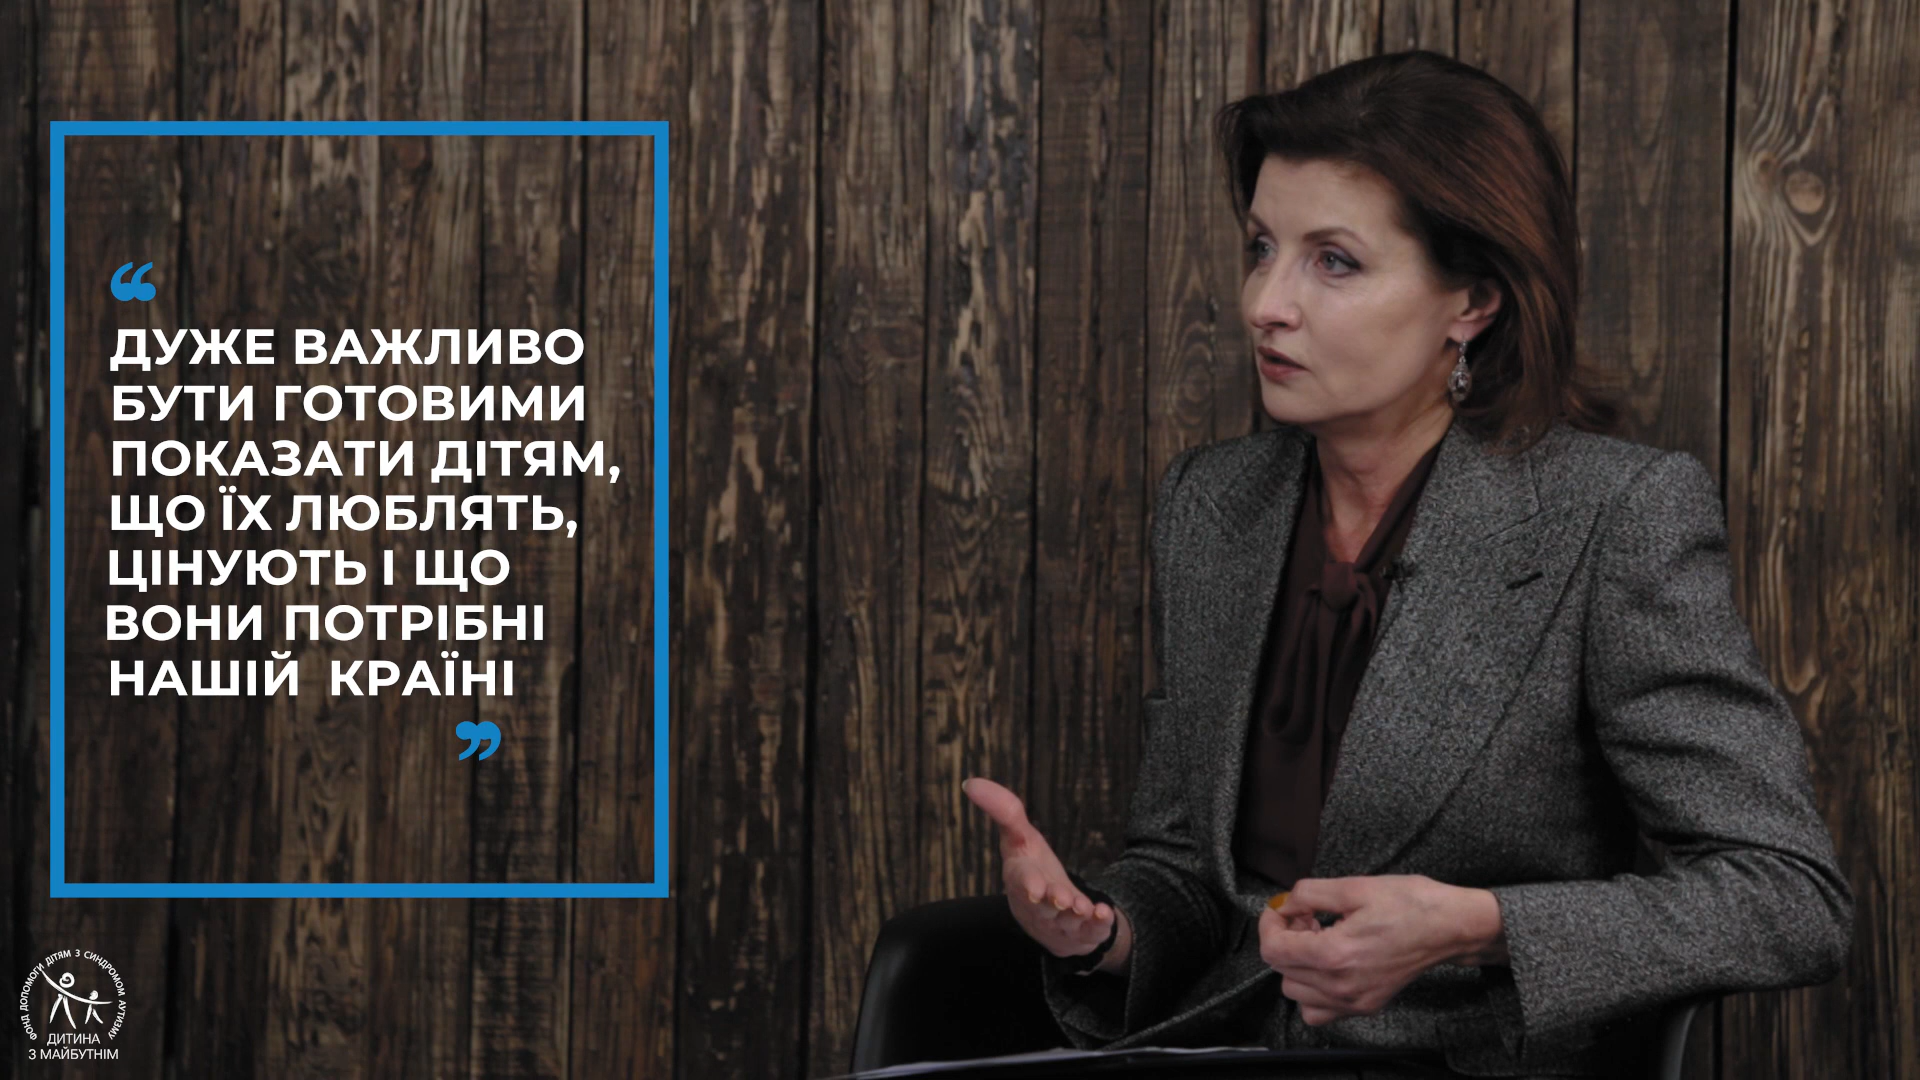 “
ДУЖЕ ВАЖЛИВО
БУТИ ГОТОВИМИ
ПОКАЗАТИ ДІТЯМ,
ЩО ЇХ ЛЮБЛЯТЬ,
ЦІНУЮТЬ І ЩО
ВОНИ ПОТРІБНІ
НАШІЙ КРАЇНІ
”
ФОНД ДОПОМОГИ ДІТЯМ З СИНДРОМОМ АУТИЗМУ
ДИТИНА
З МАЙБУТНІМ